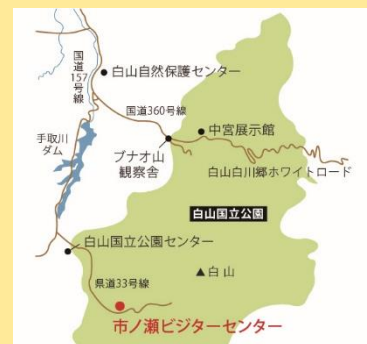 国道157号線
白山自然保護センター
国道360号線
中宮展示館
手取川
ダム
ブナオ山
観察舎
白山白川郷ホワイトロード
白山国立公園
白山国立公園センター
▲白山
県道33号線
市ノ瀬ビジターセンター